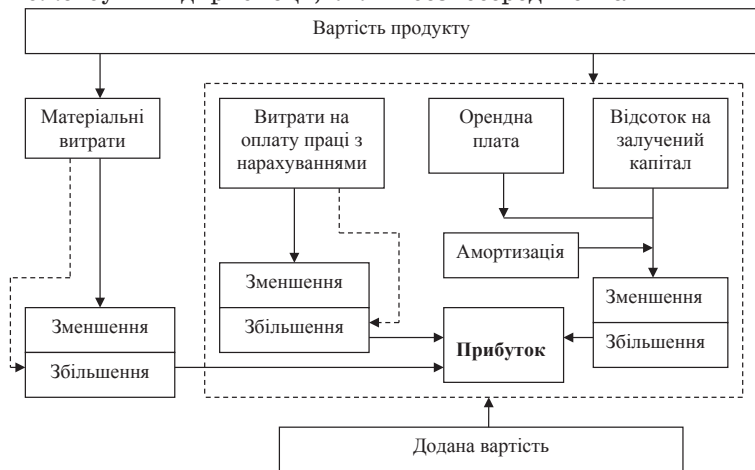 Вартість продукту
Матеріальні
витрати
Витрати на
оплату праці з
нарахуваннями
Орендна
плата
Відсоток на
залучений
капітал
Амортизація
Зменшення
Збільшення
Зменшення
Збільшення
Зменшення
Збільшення
Прибуток
Додана вартість